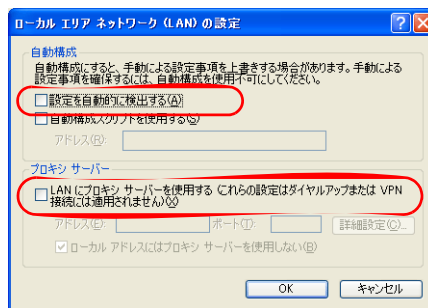 ローカル エリア ネットワーク (LAN) の設定
自動構成
自動構成にすると、手動による設定事項を上書きする場合があります。手動による
設定事項を確保するには、自動構成を使用不可にしてください。
設定を自動的に検出する(A)
自動構成スクリプトを使用する(S)
アドレス(R):
プロキシ サーバー
LAN にプロキシ サーバーを使用する (これらの設定はダイヤルアップまたは VPN
接続には適用されません)(X)
アドレス(E): ポート(T): 詳細設定(C)...
ローカル アドレスにはプロキシ サーバーを使用しない(B)
OK キャンセル